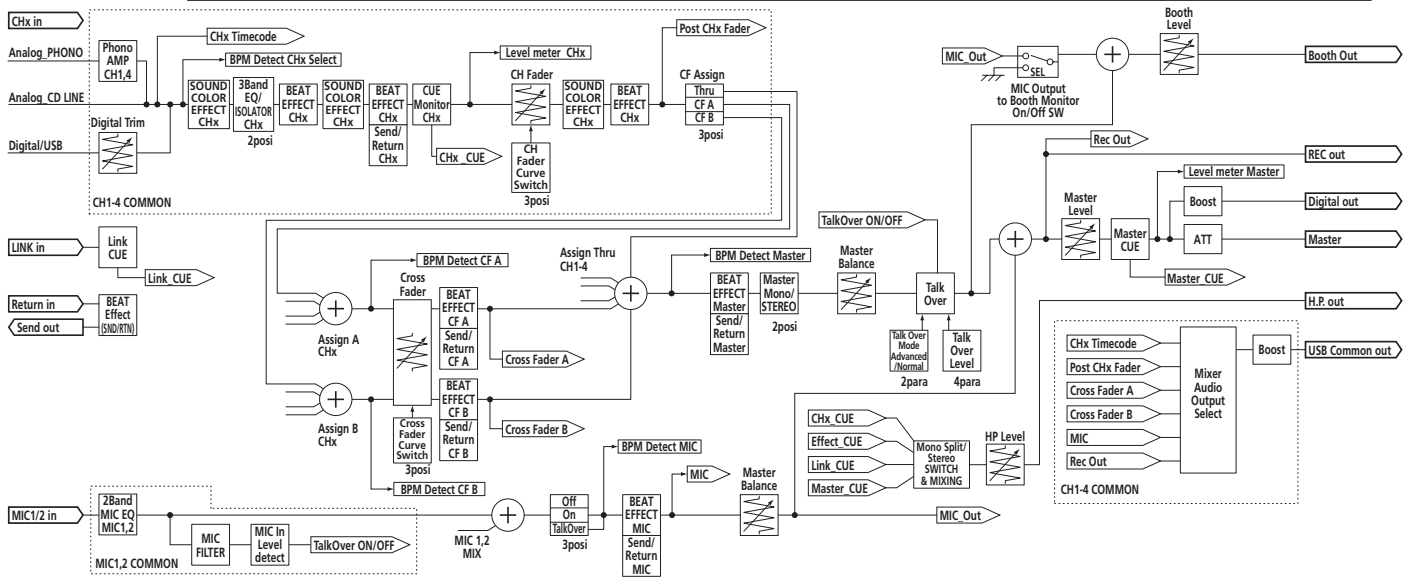 CHx in
Analog_PHONO
Phono
AMP
CH1,4
CHx Timecode
BPM Detect CHx Select
Analog_CD LINE
Digital Trim
Digital/USB
SOUND
COLOR
EFFECT
CHx
3Band
EQ/
ISOLATOR
CHx
2posi
BEAT
EFFECT
CHx
SOUND
COLOR
EFFECT
CHx
BEAT
EFFECT
CHx
Send/
Return
CHx
CUE
Monitor
CHx
CHx _CUE
Level meter CHx
CH Fader
CH
Fader
Curve
Switch
3posi
SOUND
COLOR
EFFECT
CHx
BEAT
EFFECT
CHx
Post CHx Fader
CF Assign
Thru
CF A
CF B
3posi
CH1-4 COMMON
MIC_Out
SEL
MIC Output
to Booth Monitor
On/Off SW
Booth
Level
Booth Out
Rec Out
REC out
Level meter Master
Master
Level
Master
CUE
Boost
Digital out
ATT
Master
Master_CUE
LINK in
Link
CUE
Link_CUE
Return in
Send out
BEAT
Effect
(SND/RTN)
BPM Detect CF A
Cross
Fader
Assign A
CHx
BEAT
EFFECT
CF A
Send/
Return
CF A
Cross Fader A
Assign Thru
CH1-4
BPM Detect Master
BEAT
EFFECT
Master
Send/
Return
Master
Master
Mono/
STEREO
2posi
Master
Balance
TalkOver ON/OFF
Talk
Over
Talk Over
Mode
Advanced
/Normal
2para
Talk
Over
Level
4para
H.P. out
Assign B
CHx
Cross
Fader
Curve
Switch
3posi
BEAT
EFFECT
CF B
Send/
Return
CF B
Cross Fader B
BPM Detect CF B
CHx Timecode
Post CHx Fader
Cross Fader A
Cross Fader B
MIC
Rec Out
Mixer
Audio
Output
Select
Boost
USB Common out
CH1-4 COMMON
CHx_CUE
Effect_CUE
Link_CUE
Master_CUE
Mono Split/
Stereo
SWITCH
& MIXING
HP Level
MIC1/2 in
2Band
MIC EQ
MIC1,2
MIC
FILTER
MIC In
Level
detect
TalkOver ON/OFF
MIC1,2 COMMON
MIC 1,2
MIX
Off
On
TalkOver
3posi
BPM Detect MIC
BEAT
EFFECT
MIC
Send/
Return
MIC
MIC
Master
Balance
MIC_Out